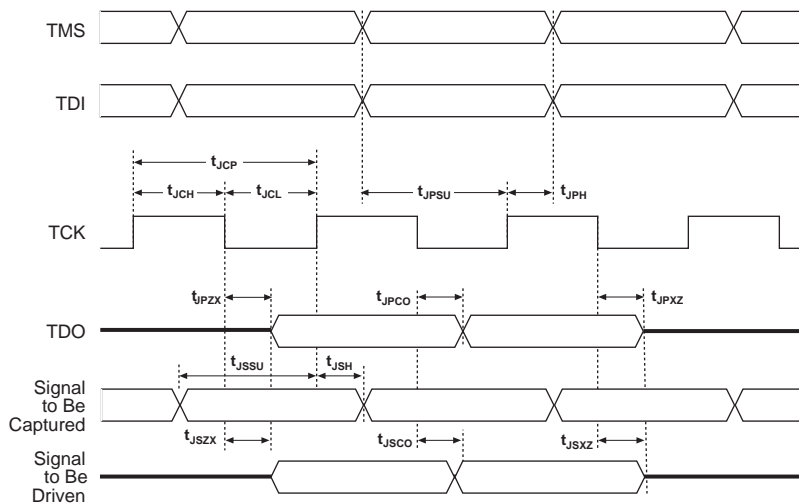 TMS
TDI
tJCP
tJCH tJCL tJPSU tJPH
TCK
tJPZX tJPCO tJPXZ
TDO
tJSSU tJSH
Signal
to Be
Captured
tJSZX tJSCO tJSXZ
Signal
to Be
Driven